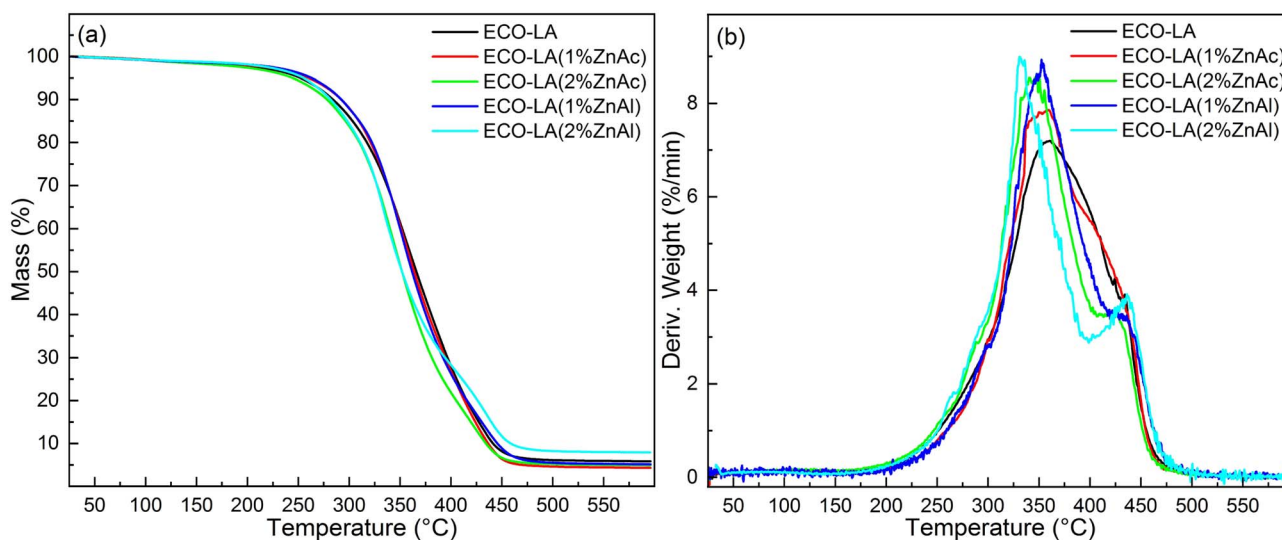 (a)
ECO-LA
ECO-LA(1%ZnAc)
ECO-LA(2%ZnAc)
ECO-LA(1%ZnAl)
ECO-LA(2%ZnAl)
100
90
80
70
60
50
40
30
20
10
Mass (%)
50 100 150 200 250 300 350 400 450 500 550
Temperature (°C)
(b)
ECO-LA
ECO-LA(1%ZnAc)
ECO-LA(2%ZnAc)
ECO-LA(1%ZnAl)
ECO-LA(2%ZnAl)
8
6
4
2
0
Deriv. Weight (%/min)
50 100 150 200 250 300 350 400 450 500 550
Temperature (°C)